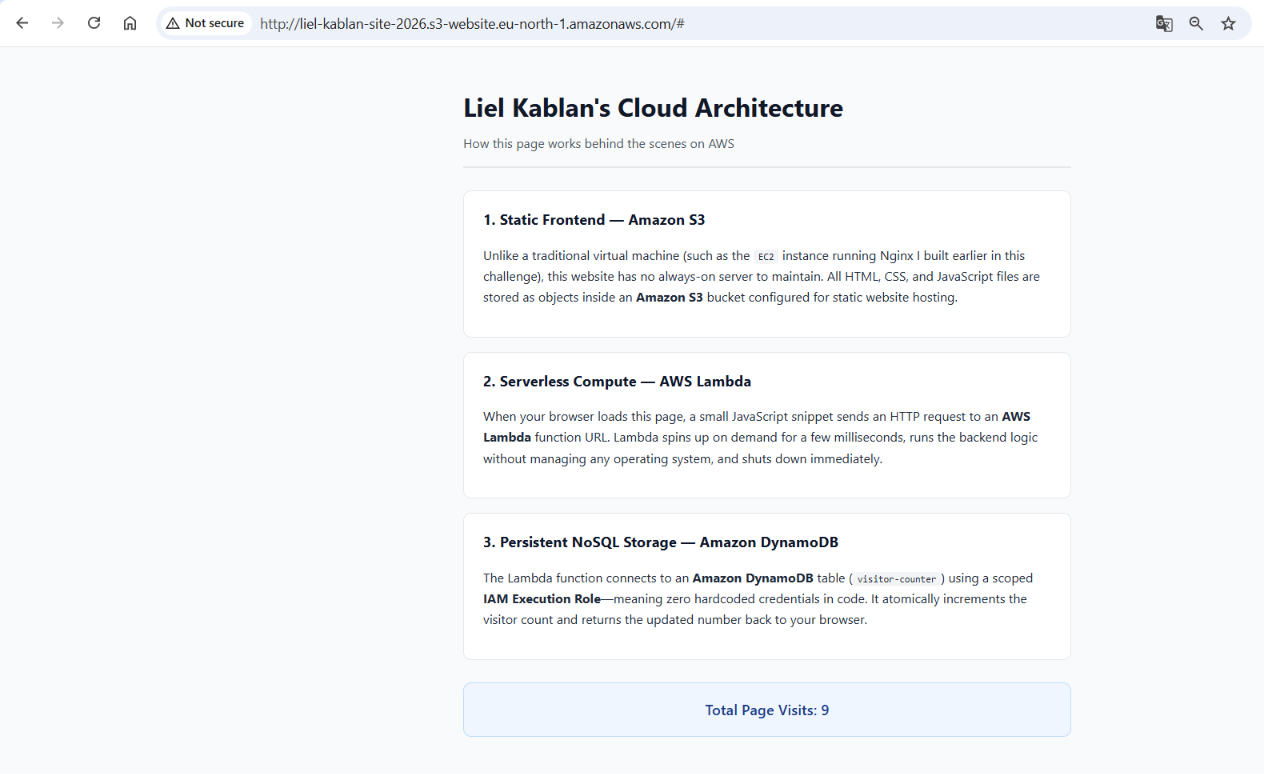 Not secure
http://liel-kablan-site-2026.s3-website.eu-north-1.amazonaws.com/#
Liel Kablan's Cloud Architecture
How this page works behind the scenes on AWS
1. Static Frontend — Amazon S3
Unlike a traditional virtual machine (such as the EC2 instance running Nginx I built earlier in this
challenge), this website has no always-on server to maintain. All HTML, CSS, and JavaScript files are
stored as objects inside an Amazon S3 bucket configured for static website hosting.
2. Serverless Compute — AWS Lambda
When your browser loads this page, a small JavaScript snippet sends an HTTP request to an AWS
Lambda function URL. Lambda spins up on demand for a few milliseconds, runs the backend logic
without managing any operating system, and shuts down immediately.
3. Persistent NoSQL Storage — Amazon DynamoDB
The Lambda function connects to an Amazon DynamoDB table ( visitor-counter ) using a scoped
IAM Execution Role—meaning zero hardcoded credentials in code. It atomically increments the
visitor count and returns the updated number back to your browser.
Total Page Visits: 9